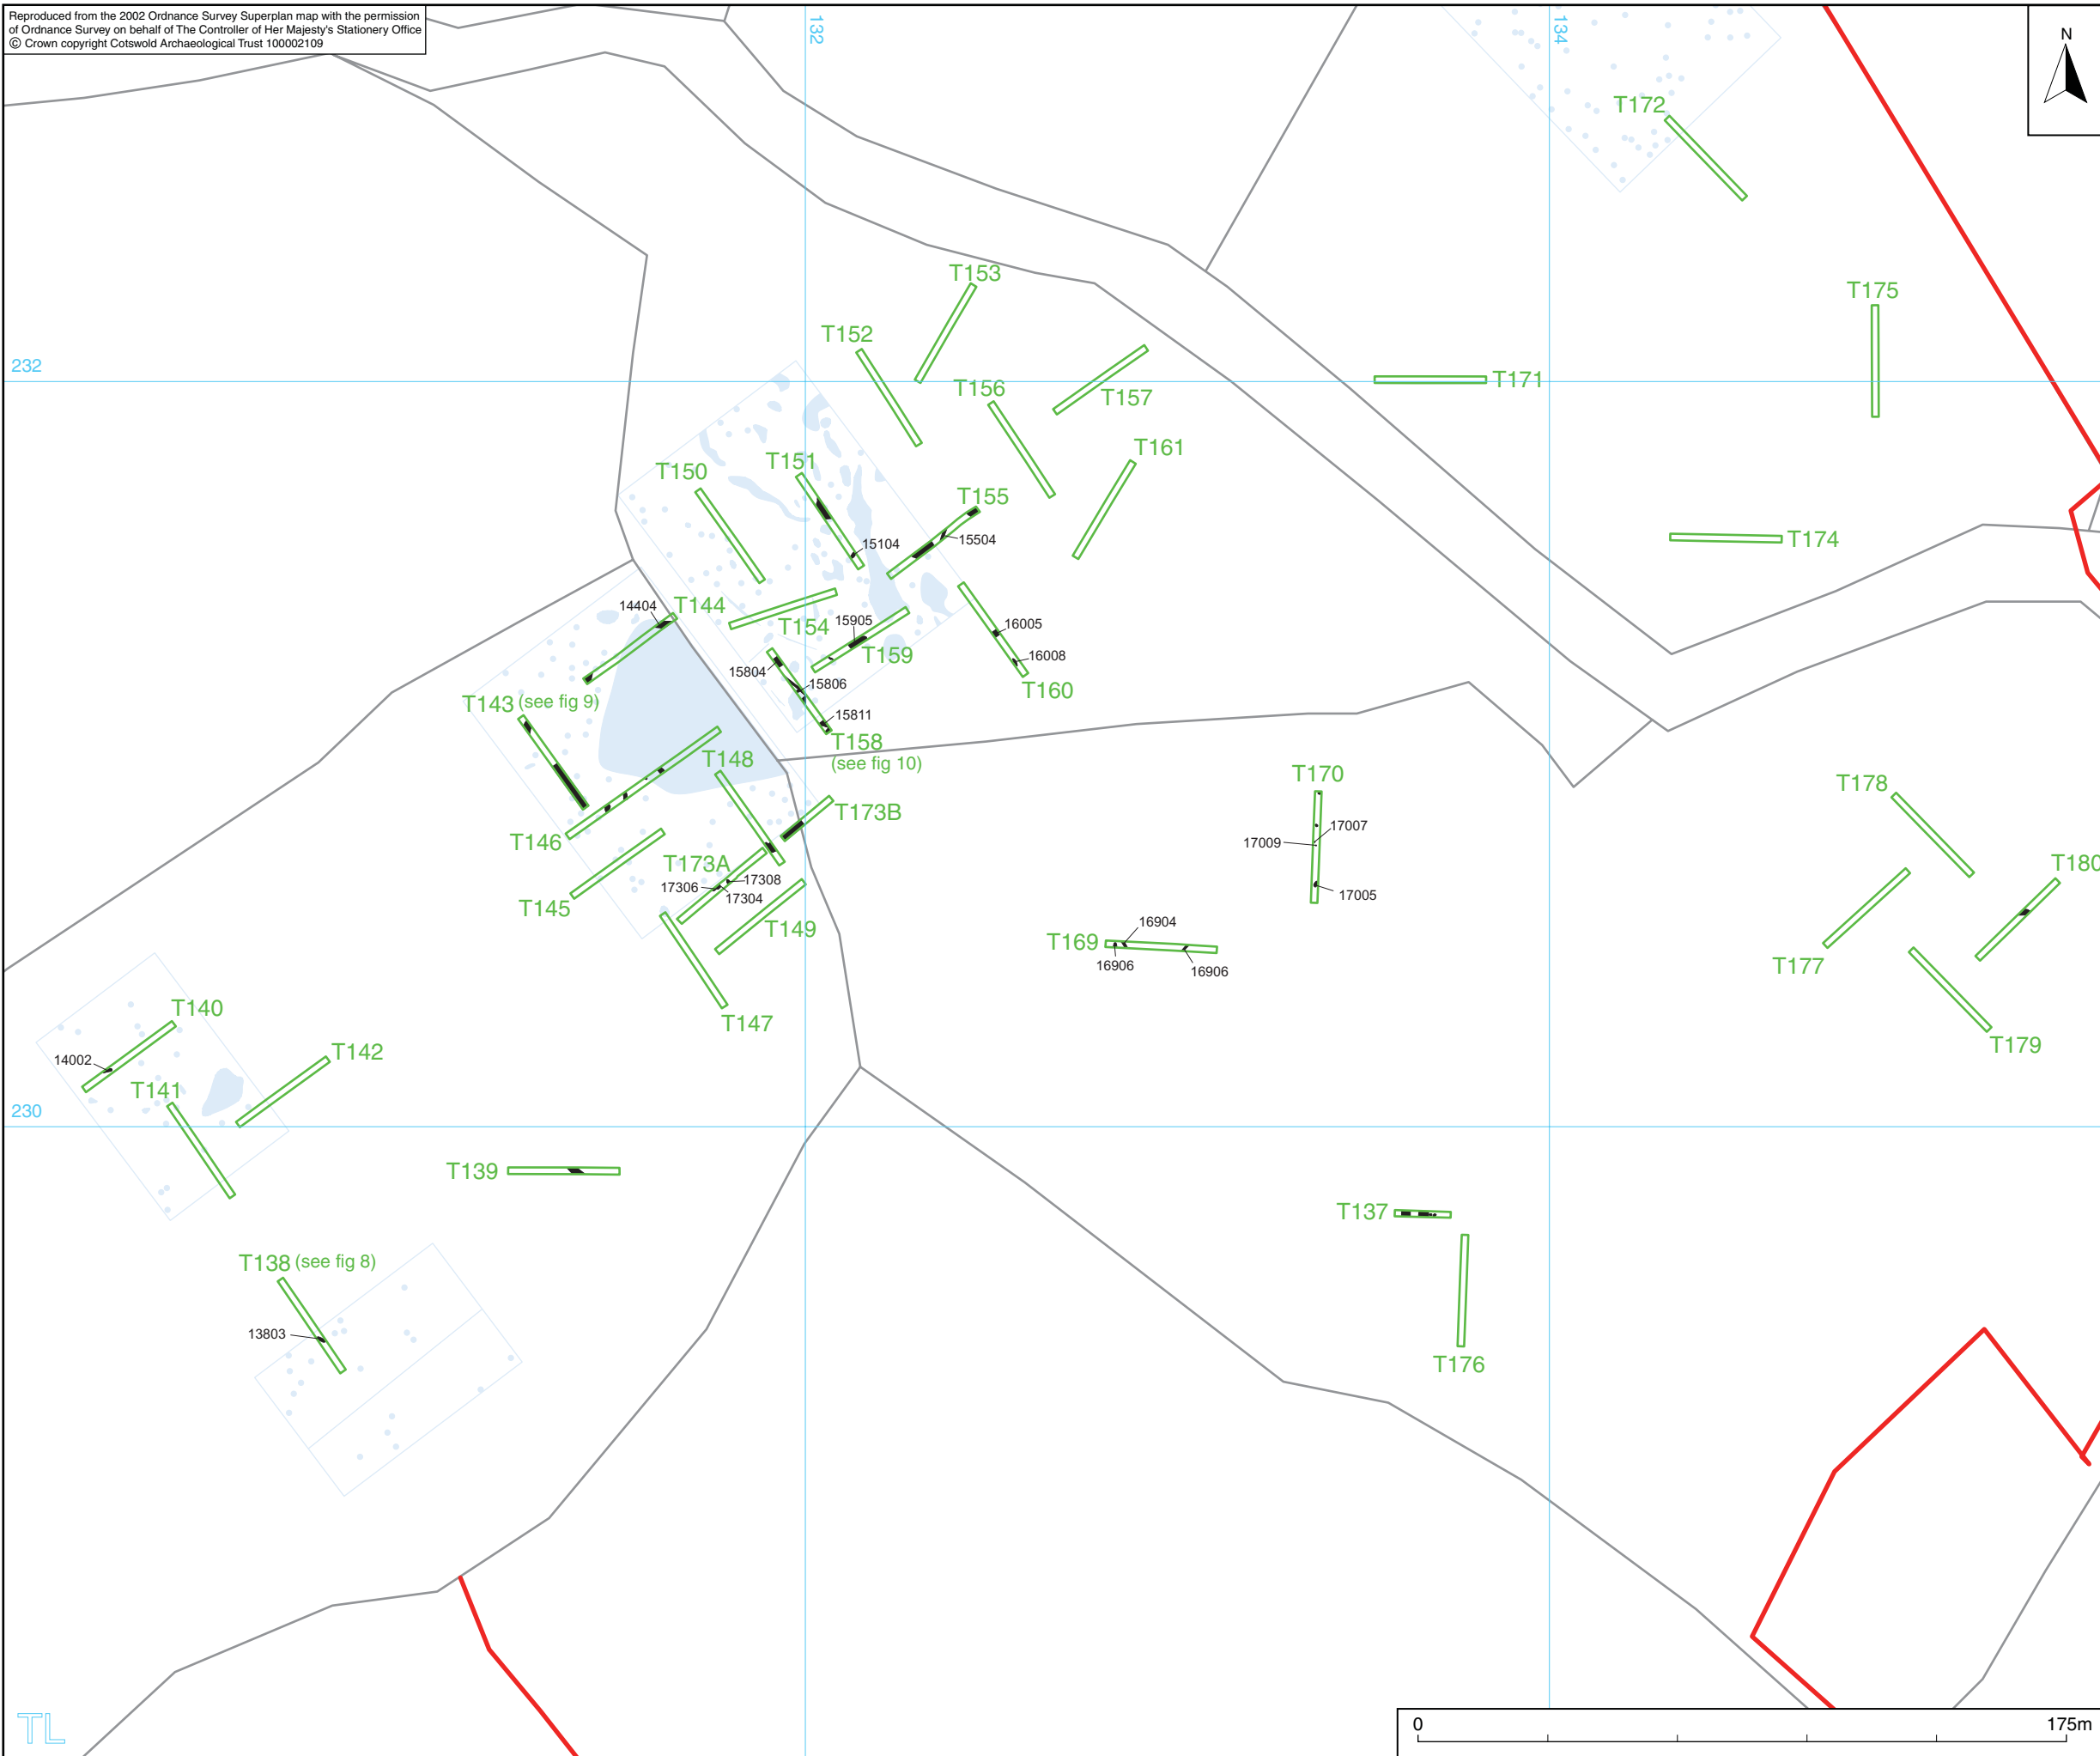 Reproduced from the 2002 Ordnance Survey Superplan map with the permission
of Ordnance Survey on behalf of The Controller of Her Majesty's Stationery Office
© Crown copyright Cotswold Archaeological Trust 100002109
132
134
N
T172
T153
T175
T152
232
T171
T156
T157
T161
T150
T151
T155
15104
15504
T174
14404
T144
T154
15905
T159
16005
16008
T160
15804
15806
15811
T158
(see fig 10)
T143 (see fig 9)
T148
T146
T173B
T170
17007
17009
17005
T178
T180
T173A
17306
17308
17304
T145
T149
T169
16904
16906
16906
T177
T147
T179
T140
14002
T142
T141
230
T139
T137
T138 (see fig 8)
13803
T176
TL
0
175m